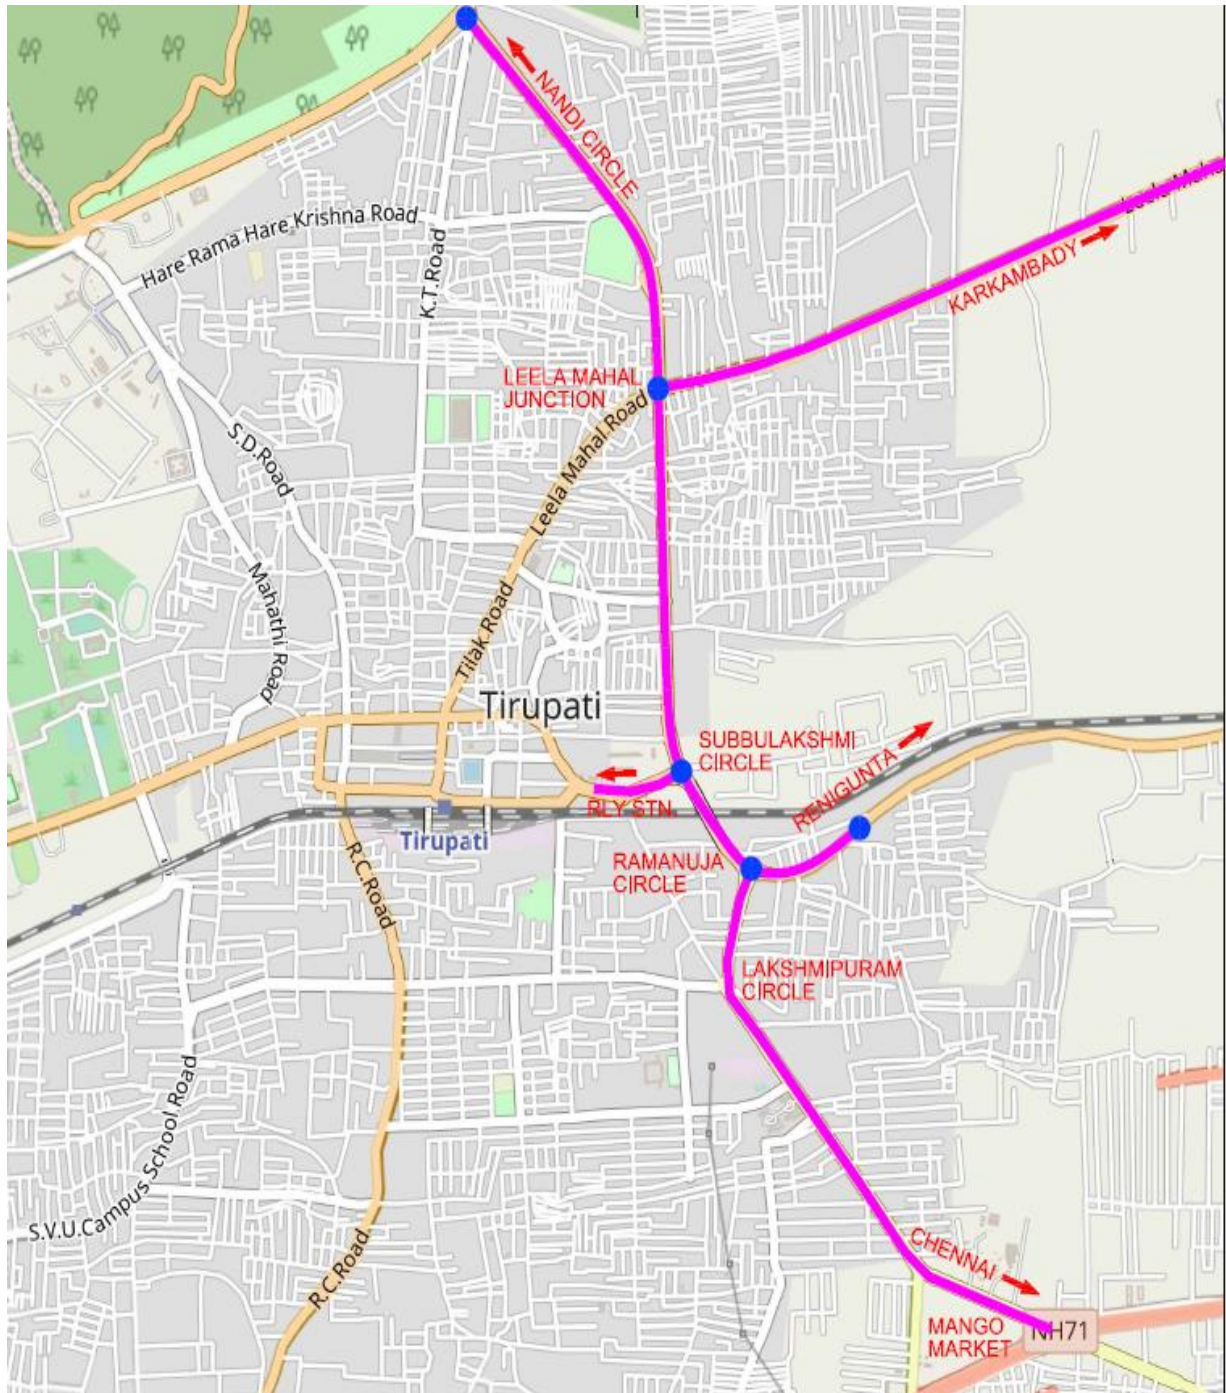 NANDI CIRCLE
Hare Rama Hare Krishna Road
K.T.Road
KARKAMBADY
LEELA MAHAL
JUNCTION
Leela Mahal Road
S.D.Road
Mahathi Road
Tilak Road
Tirupati
SUBBULAKSHMI
CIRCLE
RENIGUNTA
RLY STN.
Tirupati
RAMANUJA
CIRCLE
R.C.Road
LAKSHMIPURAM
CIRCLE
S.V.U.Campus School Road
R.C.Road
CHENNAI
MANGO
MARKET
NH71